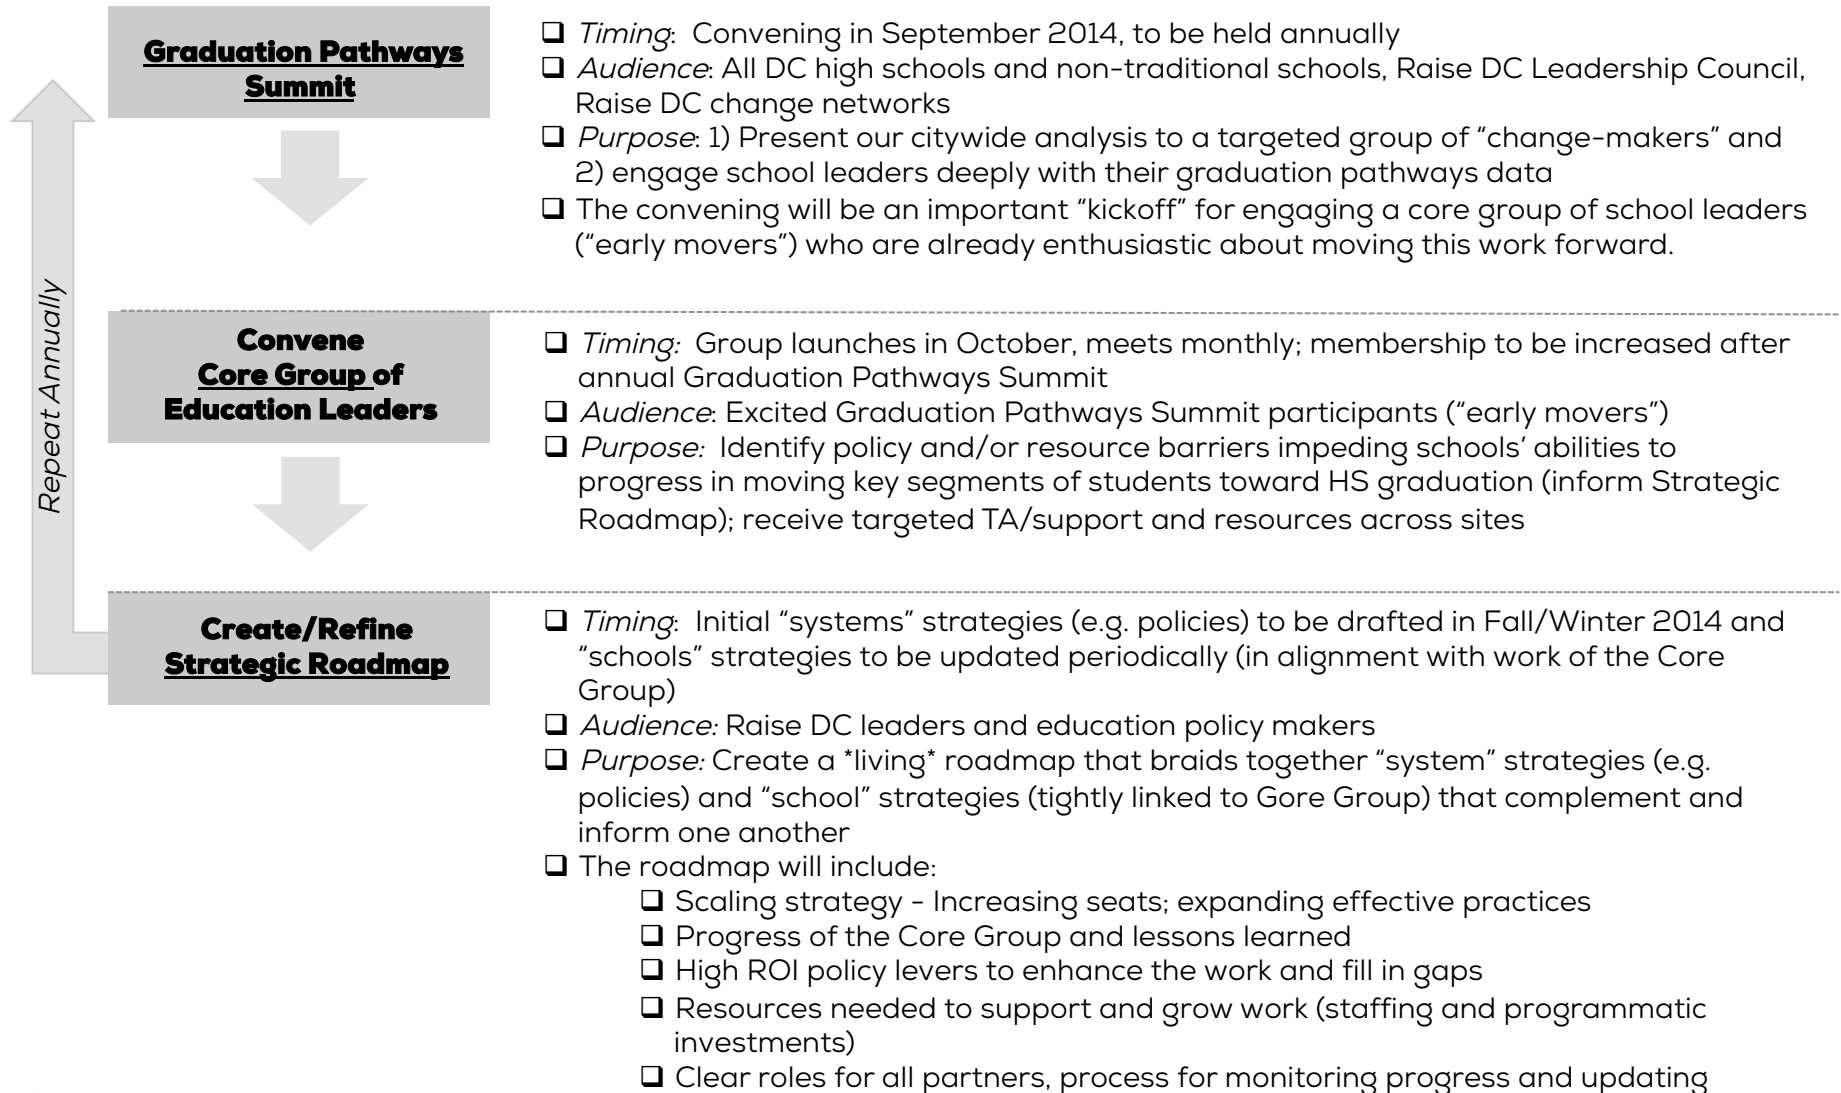 Graduation Pathways
Summit
❑ Timing:  Convening in September 2014, to be held annually
❑ Audience: All DC high schools and non-traditional schools, Raise DC Leadership Council,
Raise DC change networks
❑ Purpose: 1) Present our citywide analysis to a targeted group of “change-makers” and
2) engage school leaders deeply with their graduation pathways data
❑ The convening will be an important “kickoff” for engaging a core group of school leaders
(“early movers”) who are already enthusiastic about moving this work forward.
Repeat Annually
Convene
Core Group of
Education Leaders
❑ Timing:  Group launches in October, meets monthly; membership to be increased after
annual Graduation Pathways Summit
❑ Audience: Excited Graduation Pathways Summit participants (“early movers”)
❑ Purpose:  Identify policy and/or resource barriers impeding schools’ abilities to
progress in moving key segments of students toward HS graduation (inform Strategic
Roadmap); receive targeted TA/support and resources across sites
Create/Refine
Strategic Roadmap
❑ Timing:  Initial “systems” strategies (e.g. policies) to be drafted in Fall/Winter 2014 and
“schools” strategies to be updated periodically (in alignment with work of the Core
Group)
❑ Audience: Raise DC leaders and education policy makers
❑ Purpose: Create a *living* roadmap that braids together “system” strategies (e.g.
policies) and “school” strategies (tightly linked to Gore Group) that complement and
inform one another
❑ The roadmap will include:
❑ Scaling strategy - Increasing seats; expanding effective practices
❑ Progress of the Core Group and lessons learned
❑ High ROI policy levers to enhance the work and fill in gaps
❑ Resources needed to support and grow work (staffing and programmatic
investments)
❑ Clear roles for all partners, process for monitoring progress and updating